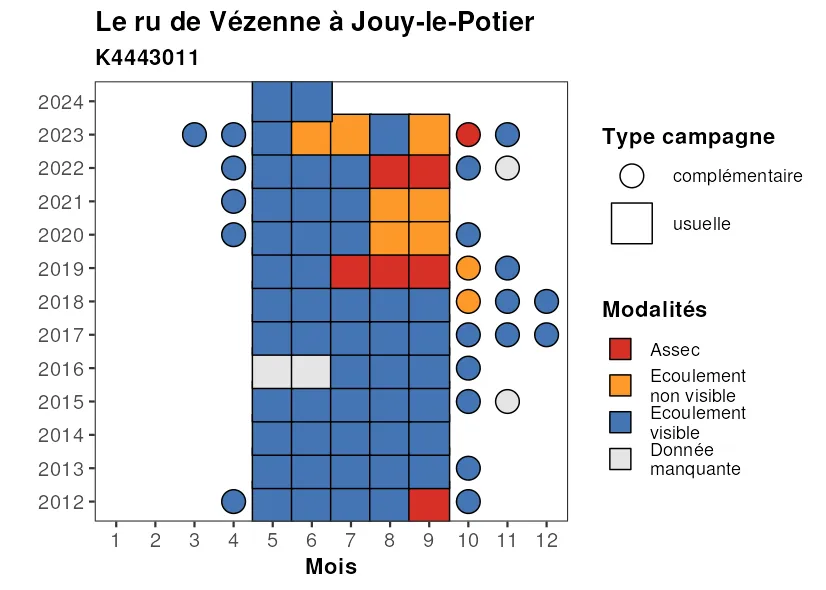 Le ru de Vézenne à Jouy-le-Potier
K4443011
2024
2023
2022
2021
2020
2019
2018
2017
2016
2015
2014
2013
2012
1 2 3 4 5 6 7 8 9 10 11 12
Mois
Type campagne
complémentaire
usuelle
Modalités
Assec
Ecoulement
non visible
Ecoulement
visible
Donnée
manquante